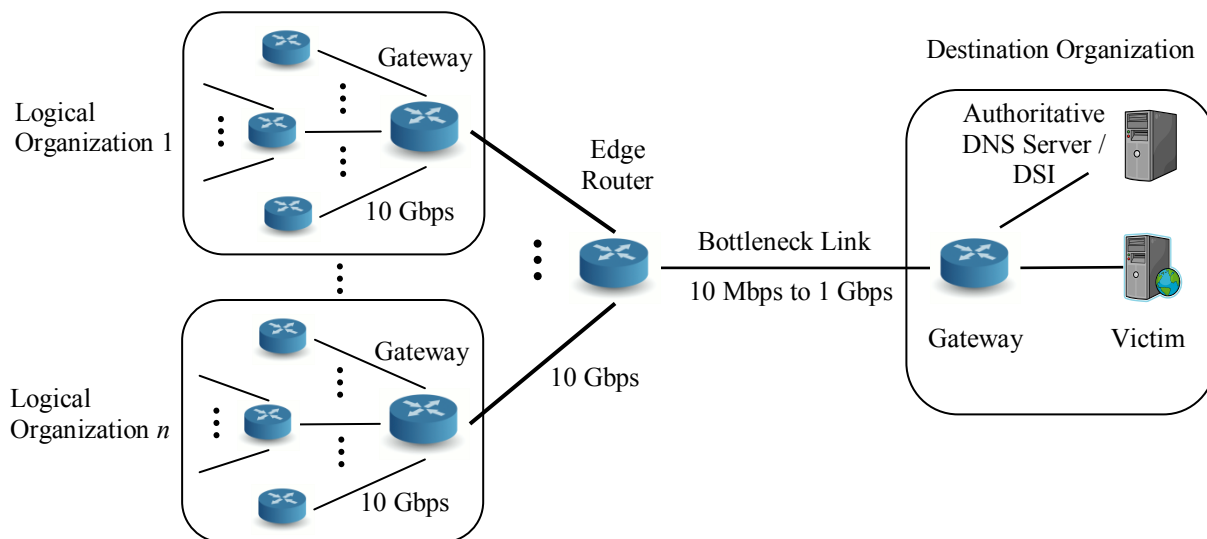 Gateway
Logical
Organization 1
10 Gbps
Edge
Router
Destination Organization
Authoritative
DNS Server /
DSI
Bottleneck Link
10 Mbps to 1 Gbps
Gateway
Victim
Gateway
10 Gbps
Logical
Organization n
10 Gbps